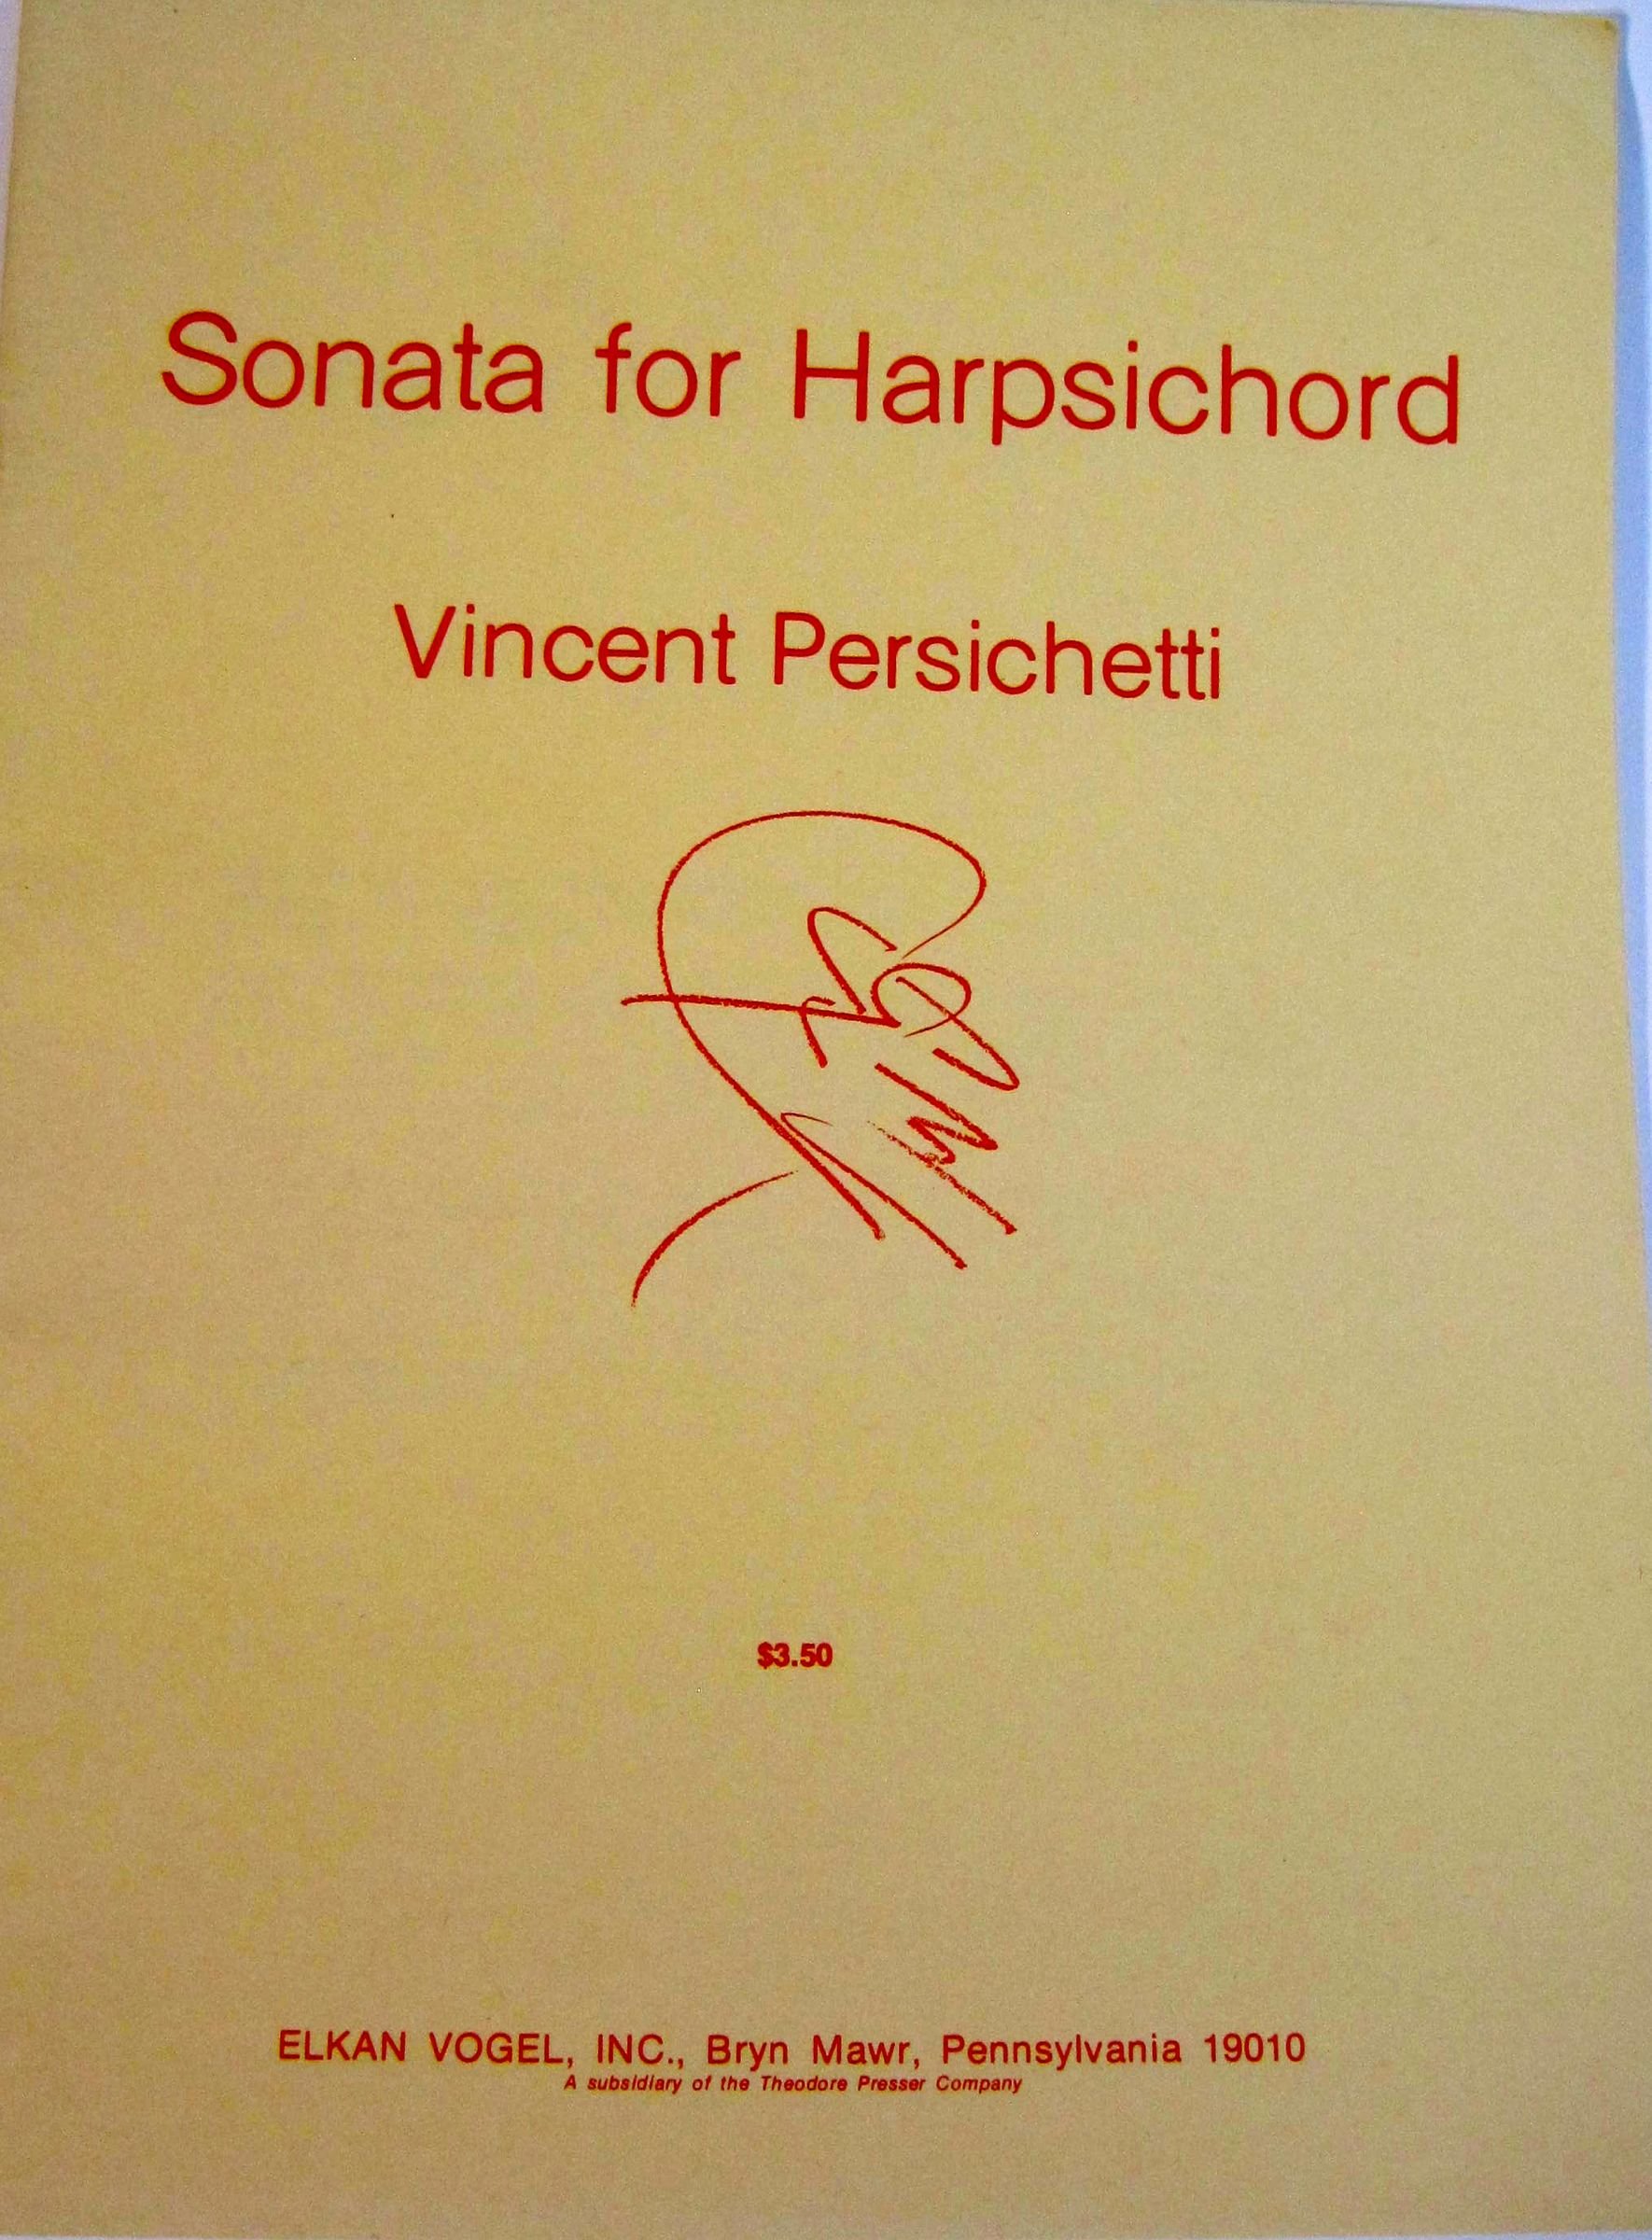 Sonata for Harpsichord
Vincent Persichetti
$3.50
ELKAN VOGEL, INC., Bryn Mawr, Pennsylvania 19010
A subsidiary of the Theodore Presser Company